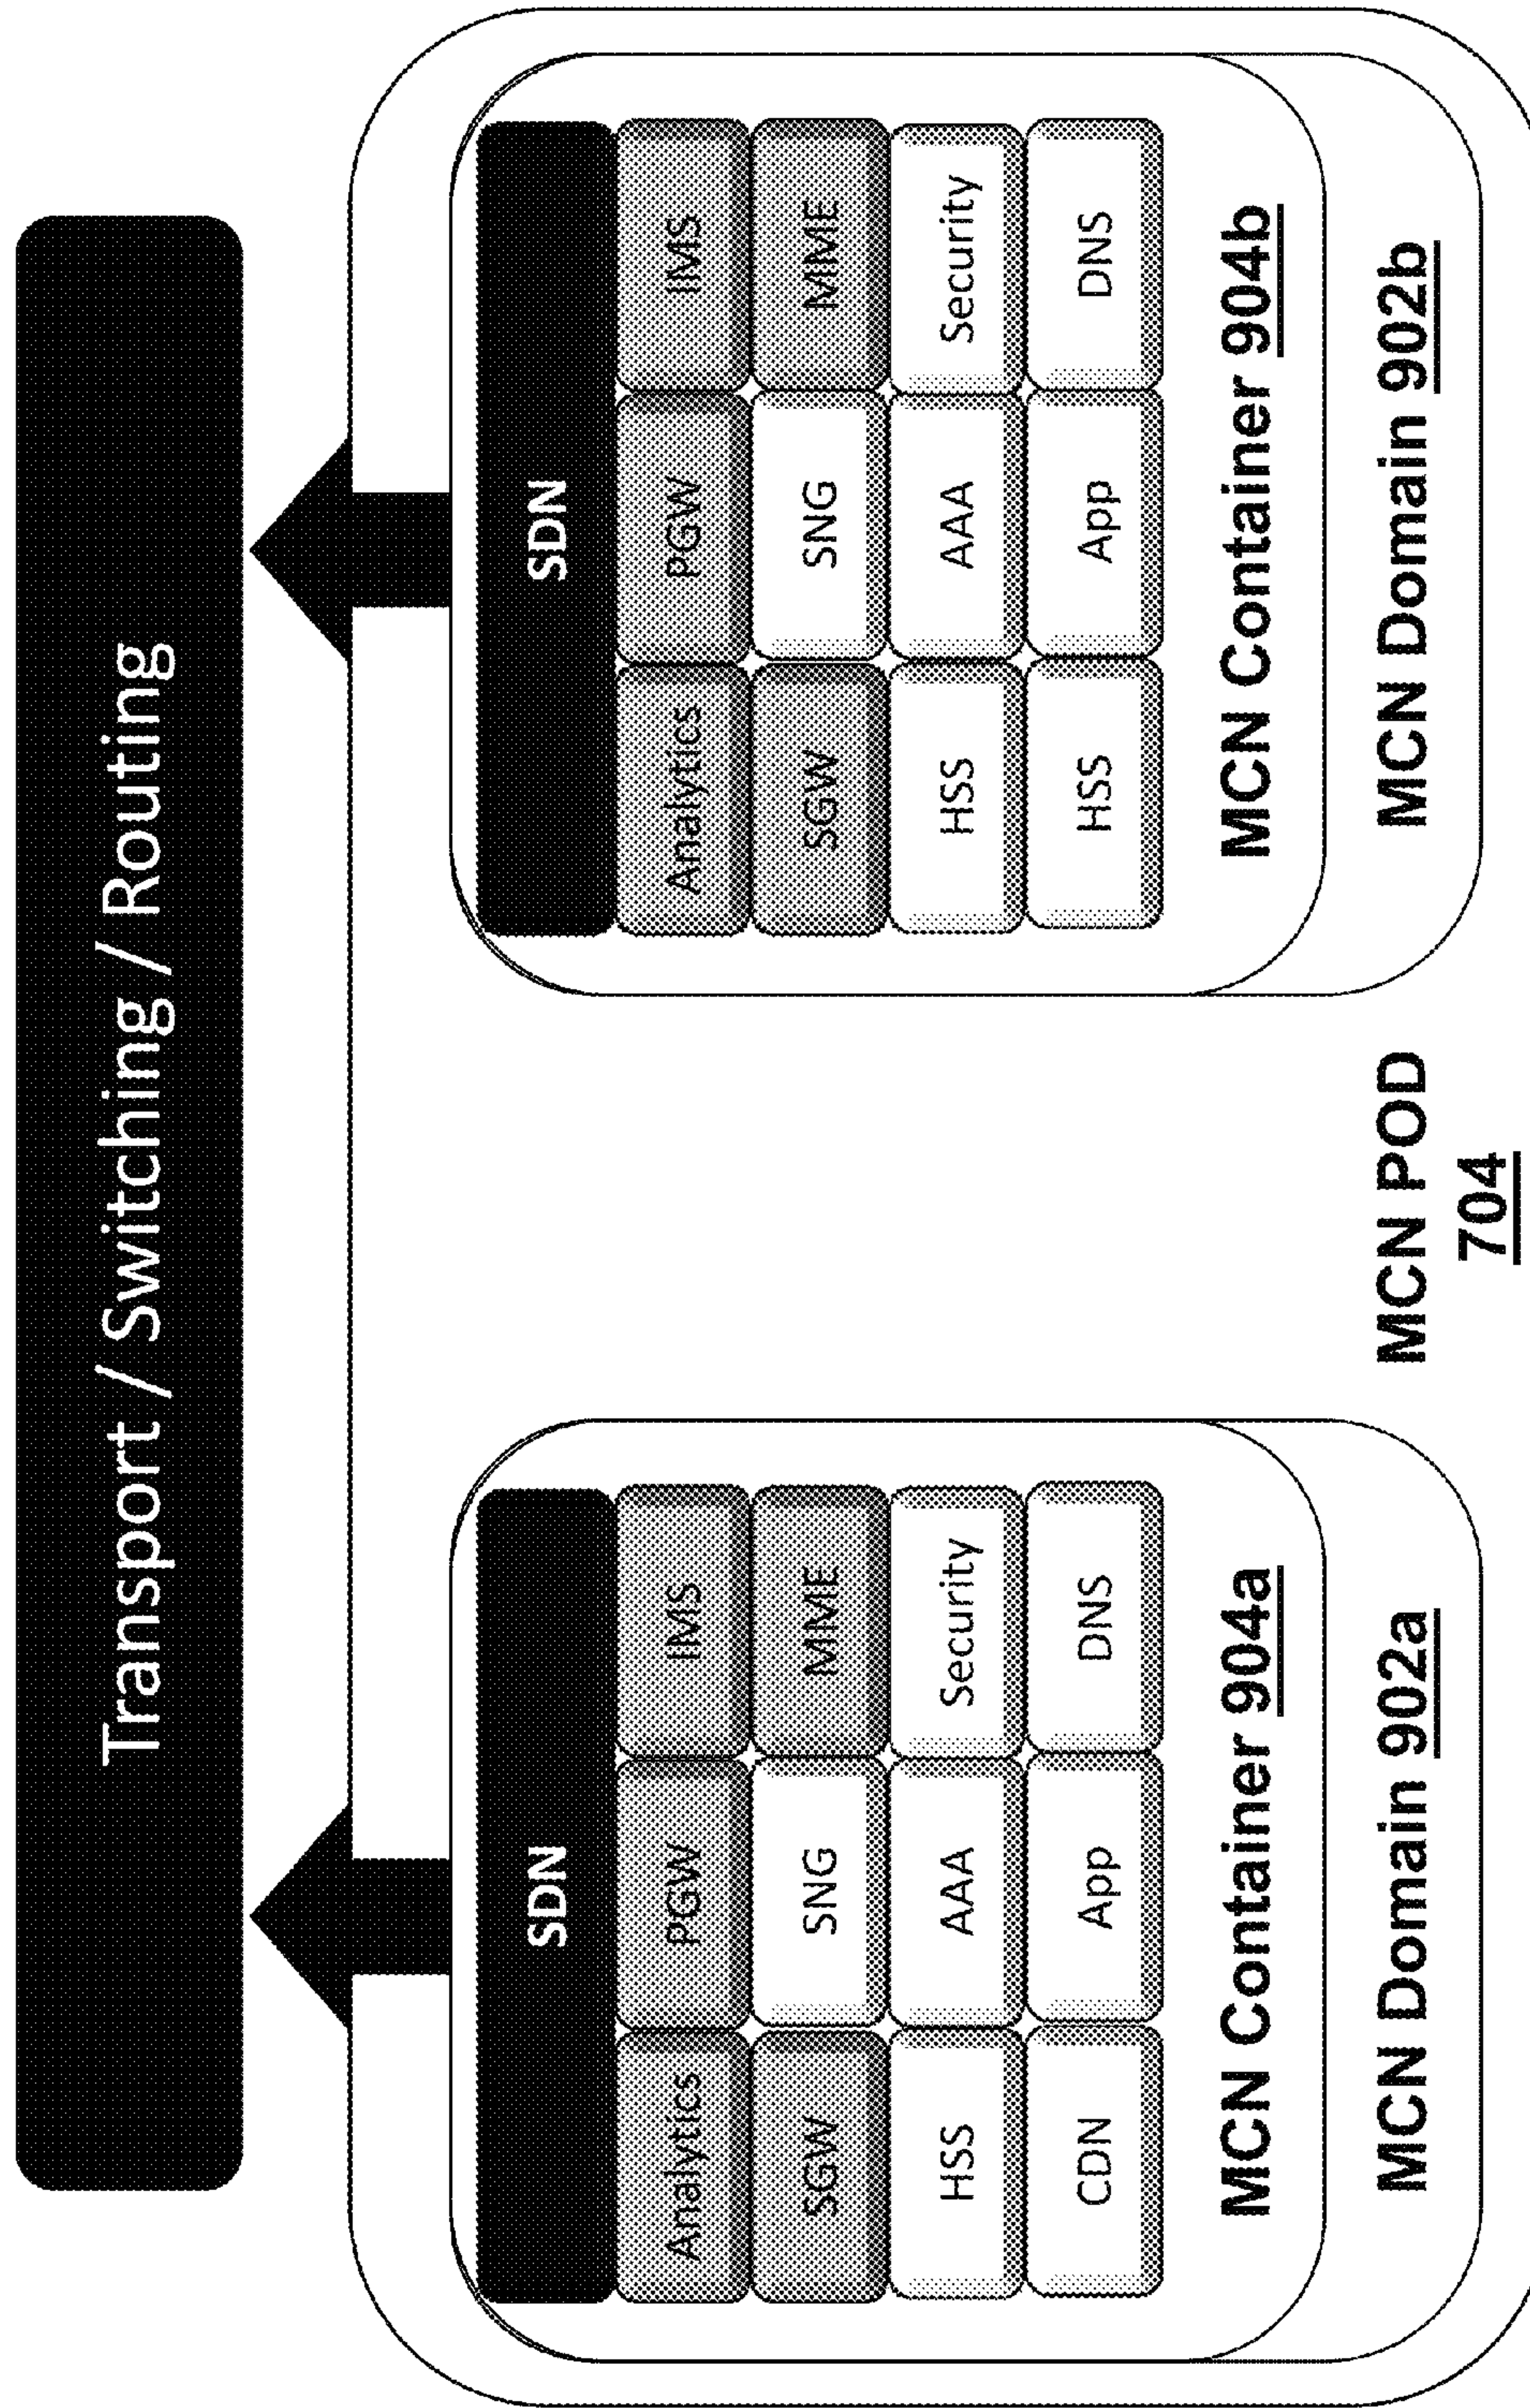 Transport / Switching / Routing
SDN
Analytics PGW IMS
SGW SNG MME
HSS AAA Security
CDN App DNS
MCN Container 904a
MCN Domain 902a
MCN POD
704
SDN
Analytics PGW IMS
SGW SNG MME
HSS AAA Security
HSS App DNS
MCN Container 904b
MCN Domain 902b